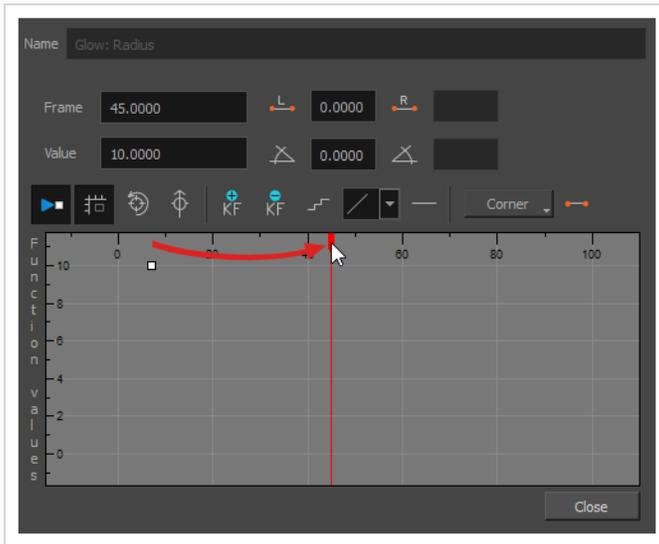 Name Glow: Radius
Frame 45.0000 L 0.0000 R
Value 10.0000 0.0000
KF KF Corner
Function values
0 20 40 60 80 100
10
8
6
4
2
0
Close